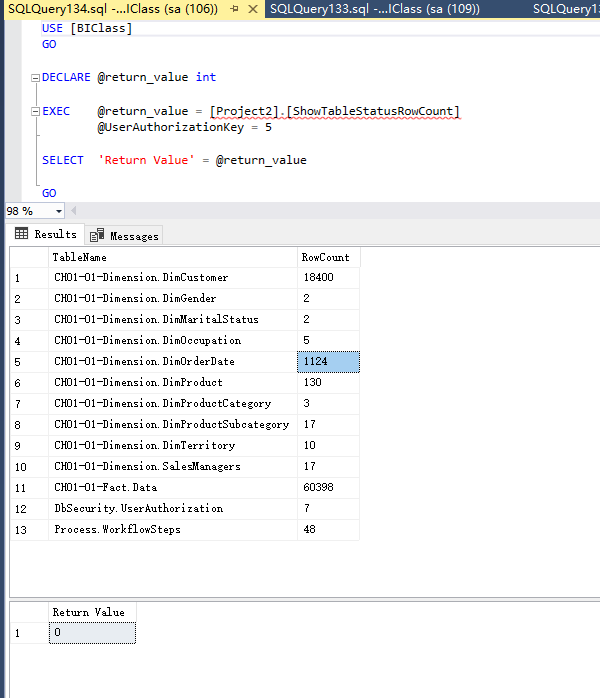 SQLQuery134.sql -...IClass (sa (106)) SQLQuery133.sql -...IClass (sa (109)) SQLQuery13
USE [BIClass]
GO
DECLARE @return_value int
EXEC @return_value = [Project2].[ShowTableStatusRowCount]
@UserAuthorizationKey = 5
SELECT 'Return Value' = @return_value
GO
98 %
Results Messages
TableName RowCount
1 CH01-01-Dimension.DimCustomer 18400
2 CH01-01-Dimension.DimGender 2
3 CH01-01-Dimension.DimMaritalStatus 2
4 CH01-01-Dimension.DimOccupation 5
5 CH01-01-Dimension.DimOrderDate 1124
6 CH01-01-Dimension.DimProduct 130
7 CH01-01-Dimension.DimProductCategory 3
8 CH01-01-Dimension.DimProductSubcategory 17
9 CH01-01-Dimension.DimTerritory 10
10 CH01-01-Dimension.SalesManagers 17
11 CH01-01-Fact.Data 60398
12 DbSecurity.UserAuthorization 7
13 Process.WorkflowSteps 48
Return Value
1 0